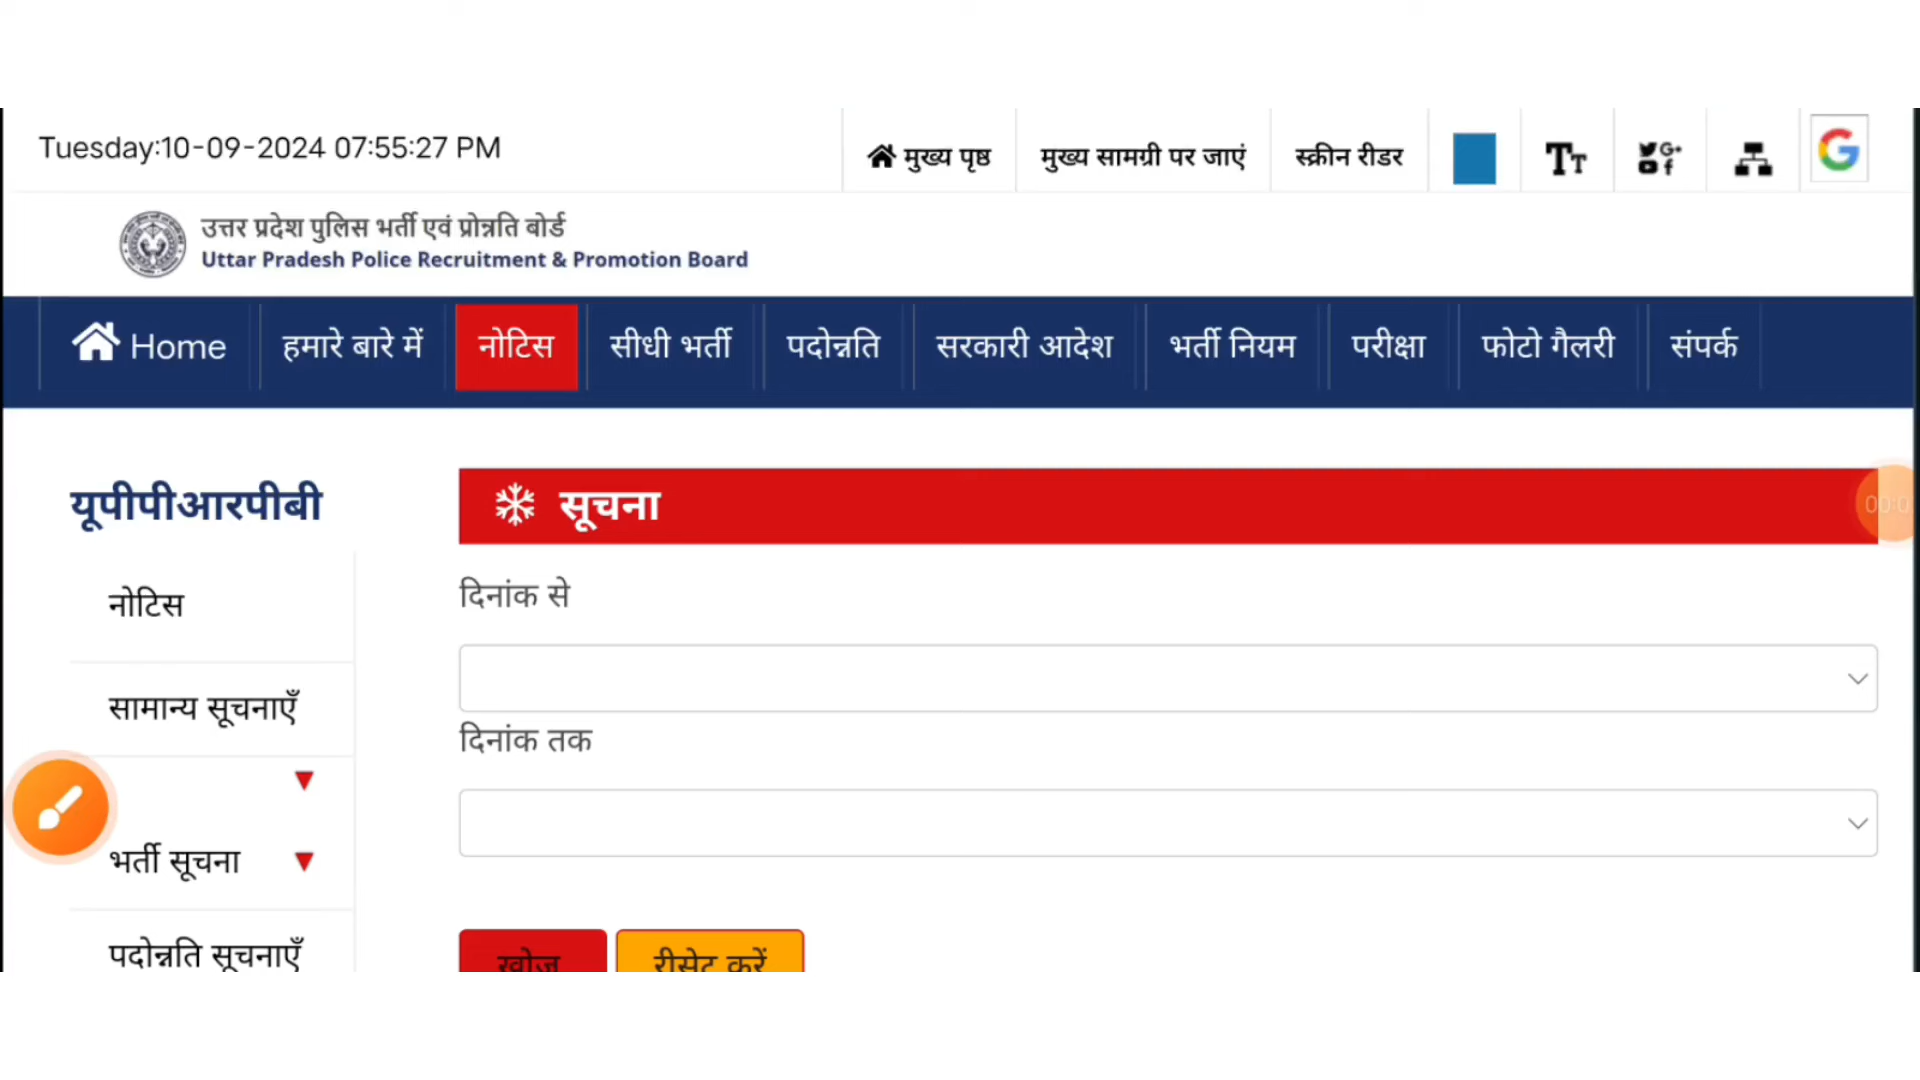 Tuesday:10-09-2024 07:55:27 PM
मुख्य पृष्ठ
मुख्य सामग्री पर जाएं
स्क्रीन रीडर
उत्तर प्रदेश पुलिस भर्ती एवं प्रोन्नति बोर्ड
Uttar Pradesh Police Recruitment & Promotion Board
Home हमारे बारे में नोटिस सीधी भर्ती पदोन्नति सरकारी आदेश भर्ती नियम परीक्षा फोटो गैलरी संपर्क
यूपीपीआरपीबी
नोटिस
सामान्य सूचनाएँ
भर्ती सूचना
पदोन्नति सूचनाएँ
सूचना
दिनांक से
दिनांक तक
खोज
रीसेट करें